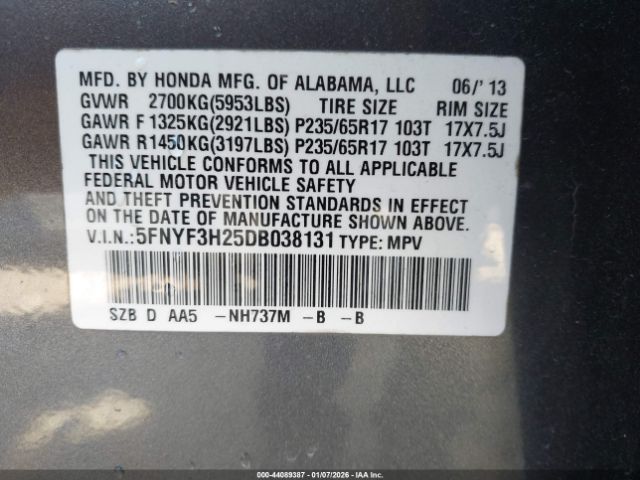 MFD. BY HONDA MFG. OF ALABAMA, LLC 06/'13
GVWR 2700KG(5953LBS) TIRE SIZE RIM SIZE
GAWR F 1325KG(2921LBS) P235/65R17 103T 17X7.5J
GAWR R1450KG(3197LBS) P235/65R17 103T 17X7.5J
THIS VEHICLE CONFORMS TO ALL APPLICABLE
FEDERAL MOTOR VEHICLE SAFETY
AND THEFT PREVENTION STANDARDS IN EFFECT
ON DATE OF MANUFACTURE SHOWN ABOVE.
V.I.N.:5FNYF3H25DB038131 TYPE: MPV
SZB D AA5 -NH737M -B -B
000-44089387 - 01/07/2026 - IAAI.COM